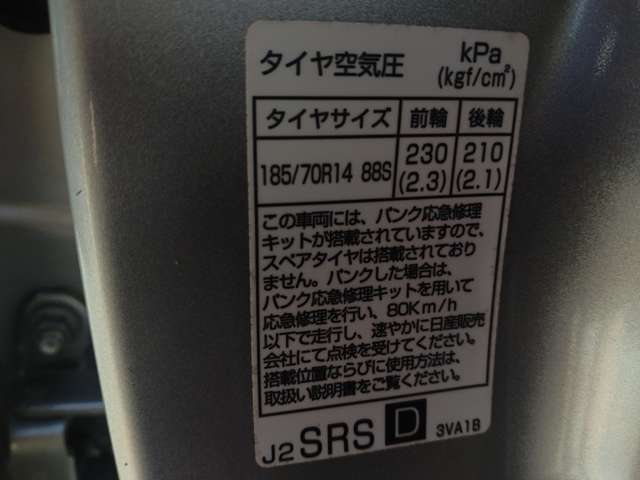 タイヤ空気圧 kPa
(kgf/cm²)
タイヤサイズ 前輪 後輪
185/70R14 88S 230 210
(2.3) (2.1)
この車両には、パンク応急修理
キットが搭載されていますので、
スペアタイヤは搭載されており
ません。パンクした場合は、
パンク応急修理キットを用いて
応急修理を行い、80Km/h
以下で走行し、速やかに日産販売
会社にて点検を受けてください。
搭載位置ならびに使用方法は、
取扱い説明書をご覧ください。
J2 SRS D 3VA1B